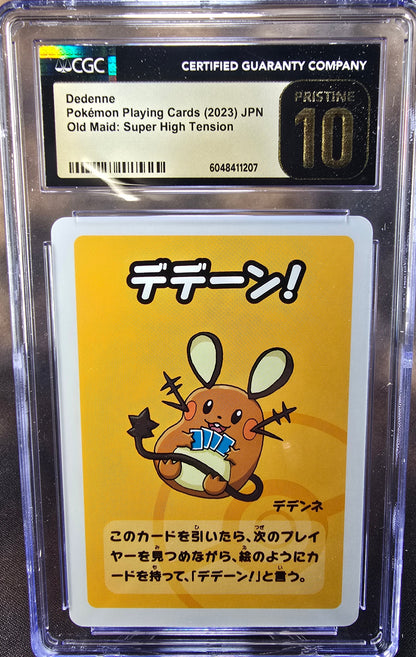 CGC
CERTIFIED GUARANTY COMPANY
Dedenne
Pokémon Playing Cards (2023) JPN
Old Maid: Super High Tension
6048411207
PRISTINE
10
デデーン!
デデンネ
このカードを引いたら、次のプレイ
ヤーを見つめながら、絵のようにカ
ードを持って、「デデーン!」と言う。